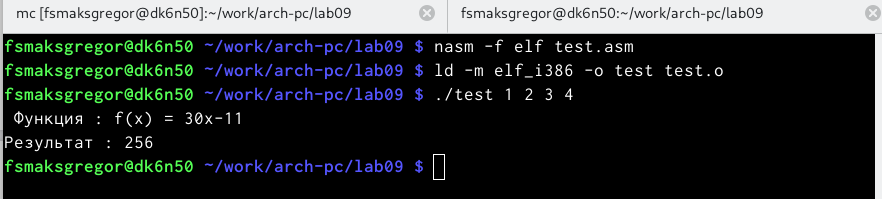 mc [fsmaksgregor@dk6n50]:~/work/arch-pc/lab09
fsmaksgregor@dk6n50:~/work/arch-pc/lab09
fsmaksgregor@dk6n50 ~/work/arch-pc/lab09 $ nasm -f elf test.asm
fsmaksgregor@dk6n50 ~/work/arch-pc/lab09 $ ld -m elf_i386 -o test test.o
fsmaksgregor@dk6n50 ~/work/arch-pc/lab09 $ ./test 1 2 3 4
Функция : f(x) = 30x-11
Результат : 256
fsmaksgregor@dk6n50 ~/work/arch-pc/lab09 $